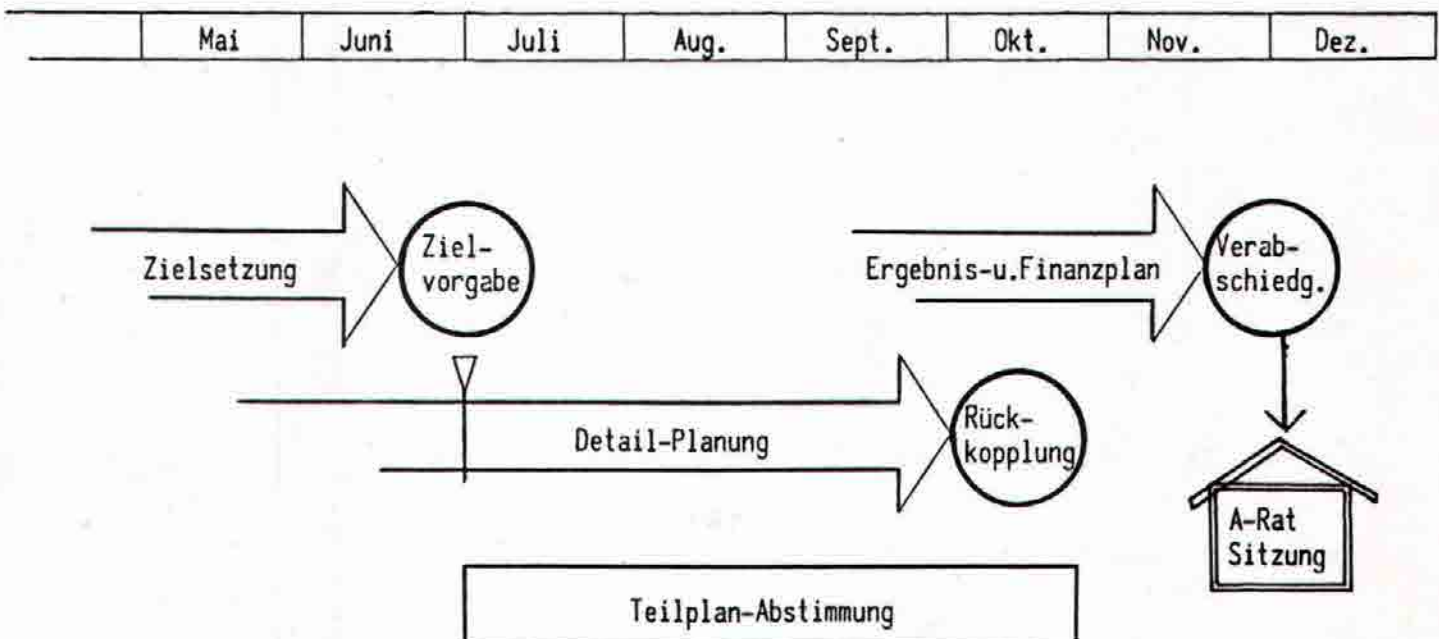 Mai Juni Juli Aug. Sept. Okt. Nov. Dez.
Zielsetzung
Ziel-
vorgabe
Ergebnis-u.Finanzplan
Verab-
schiedg.
Detail-Planung
Rück-
kopplung
A-Rat
Sitzung
Teilplan-Abstimmung